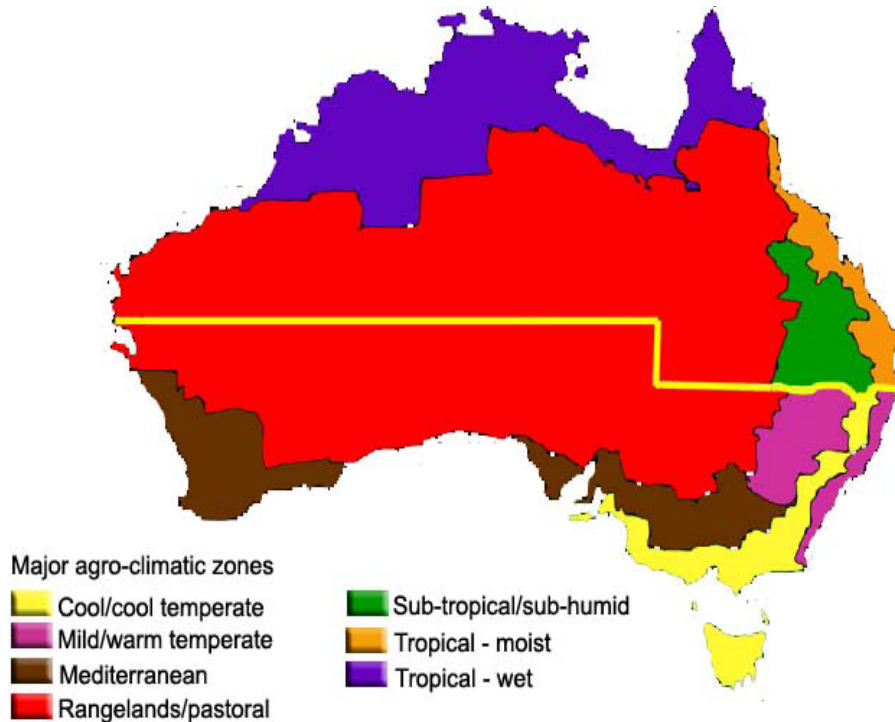 Major agro-climatic zones
Cool/cool temperate
Mild/warm temperate
Mediterranean
Rangelands/pastoral
Sub-tropical/sub-humid
Tropical - moist
Tropical - wet